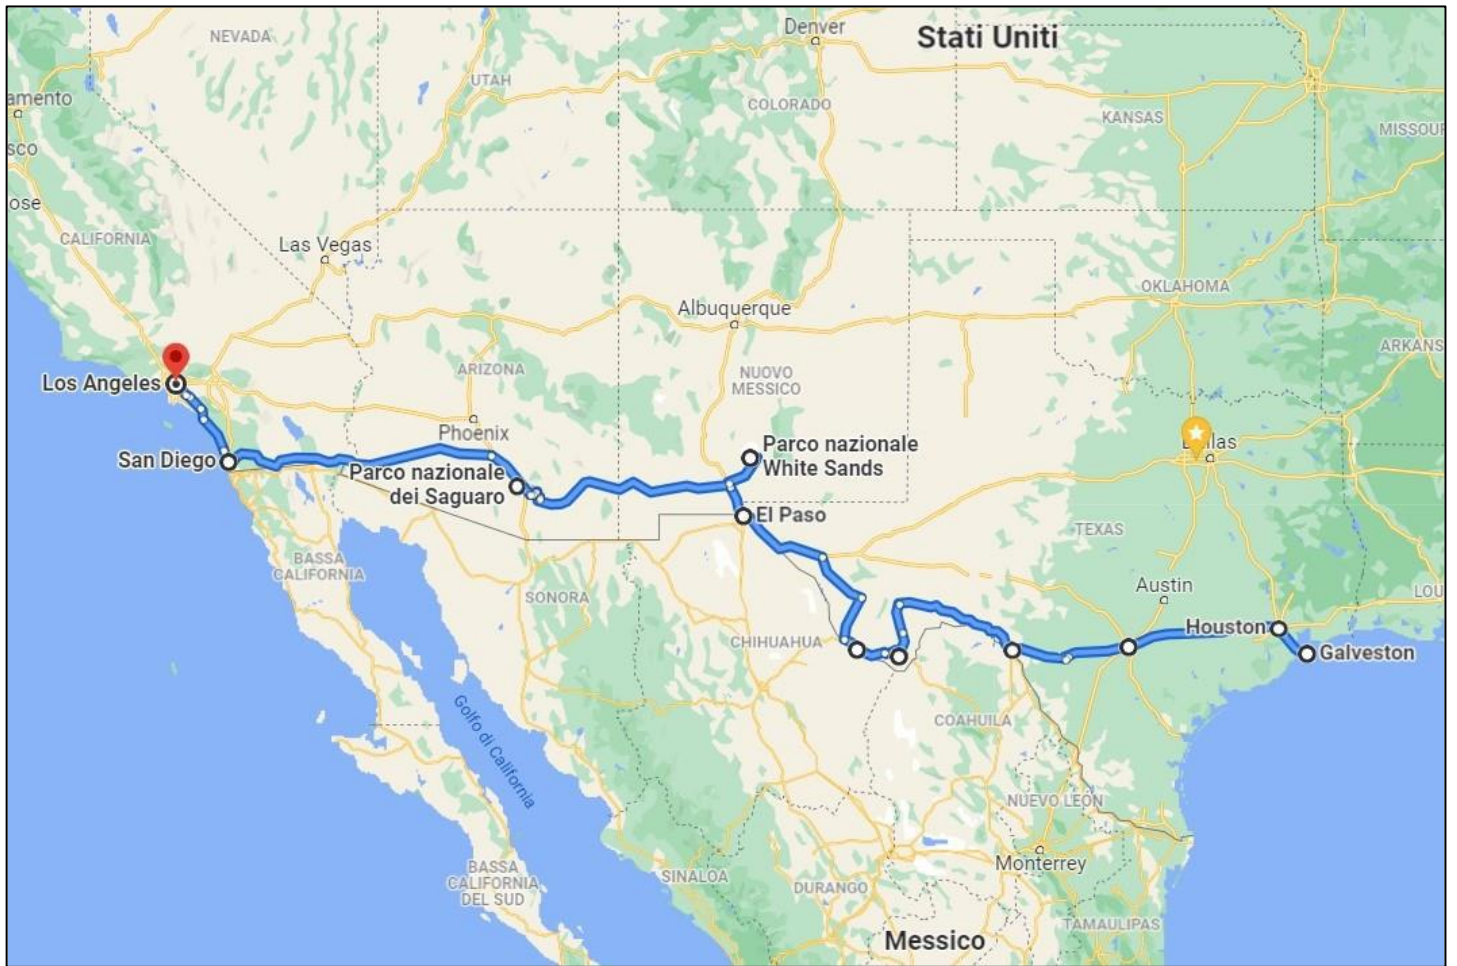 Denver
Stati Uniti
NEVADA
UTAH
COLORADO
amento
KANSAS
MISSOUR
sco
ose
CALIFORNIA
Las Vegas
OKLAHOMA
Albuquerque
ARKANS
ARIZONA
NUOVO
MESSICO
Los Angeles
Phoenix
Parco nazionale
White Sands
Dallas
San Diego
Parco nazionale
dei Saguaro
El Paso
TEXAS
BASSA
CALIFORNIA
Austin
SONORA
LOU
Houston
CHIHUAHUA
Galveston
COAHUILA
Golfo di California
NUEVO LEON
Monterrey
BASSA
CALIFORNIA
DEL SUD
SINALOA
DURANGO
TAMAULIPAS
Messico